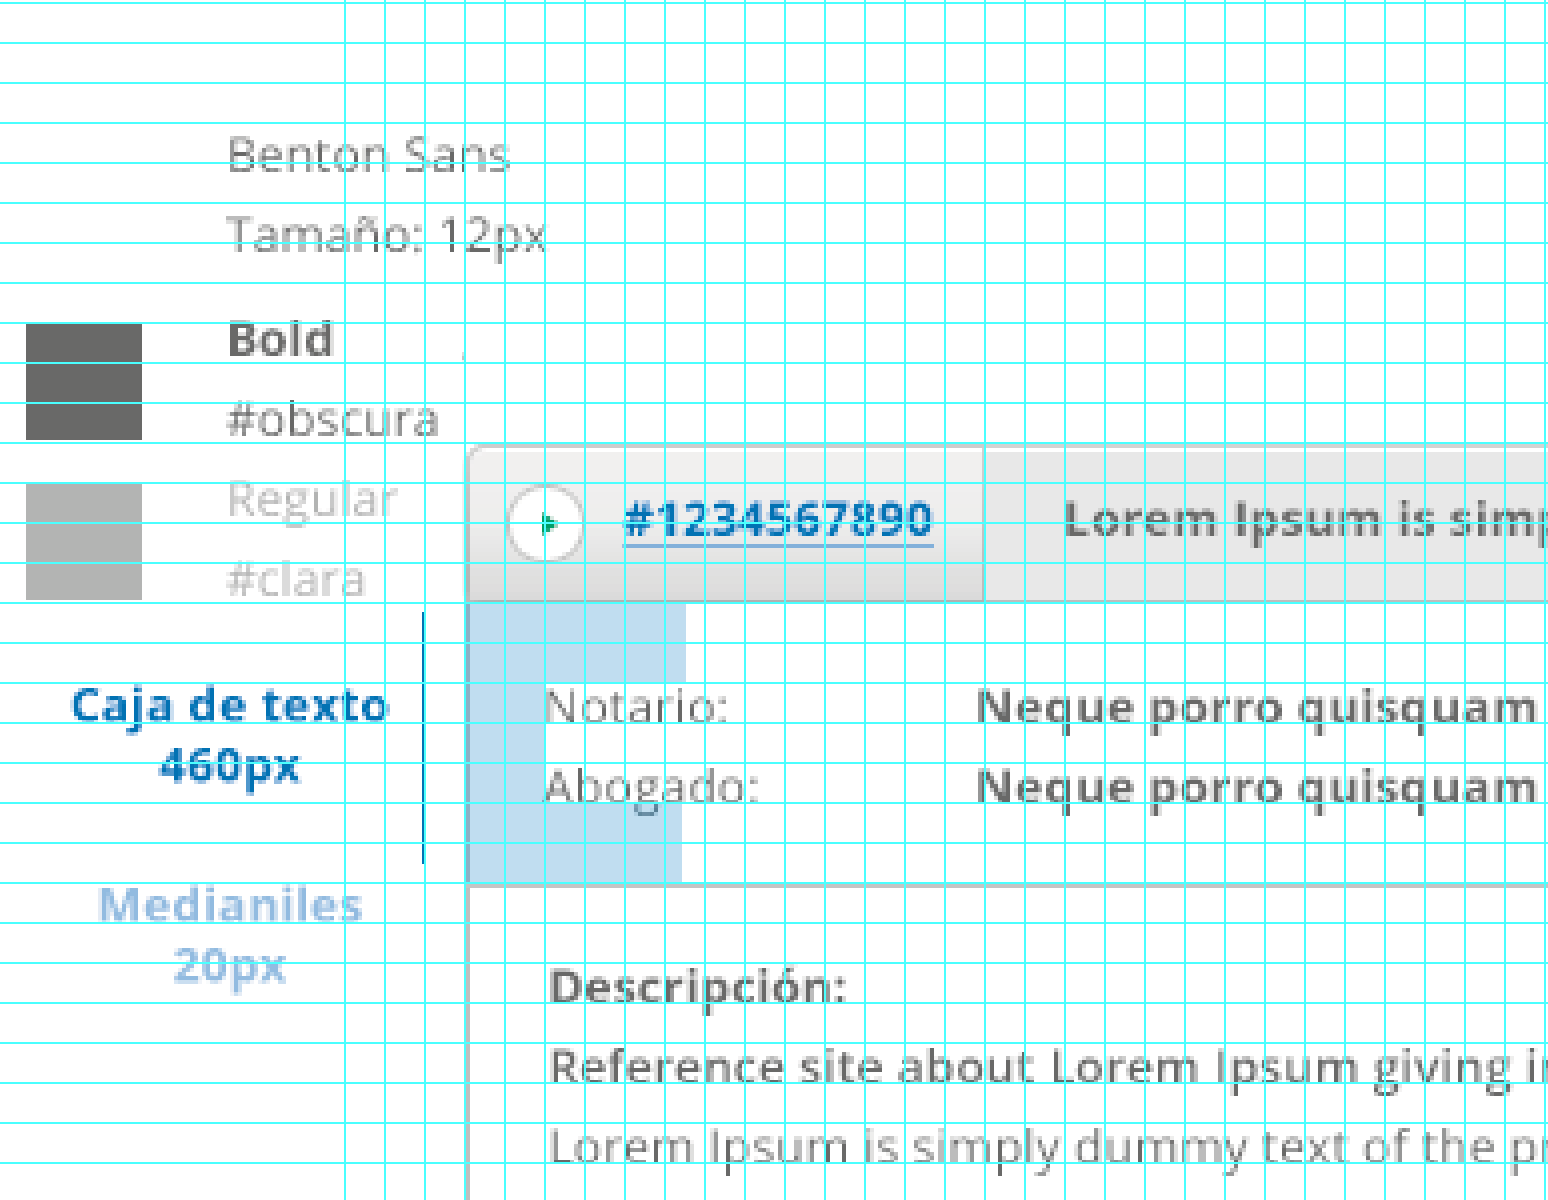 Benton Sans
Tamaño: 12px
Bold
#obscura
Regular
#clara
#1234567890
Lorem Ipsum is simp
Caja de texto
460px
Medianiles
20px
Notario: Neque porro quisquam
Abogado: Neque porro quisquam
Descripción:
Reference site about Lorem Ipsum giving
Lorem Ipsum is simply dummy text of the